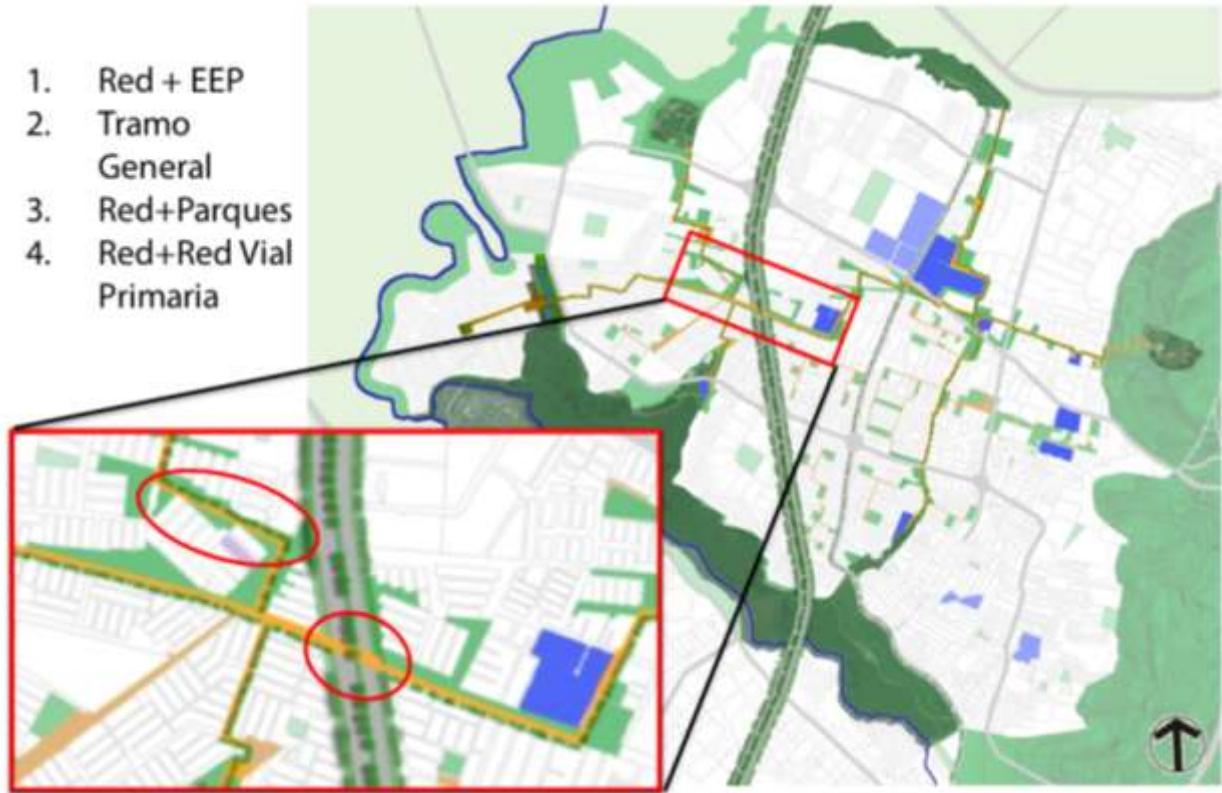 1. Red + EEP
2. Tramo
General
3. Red+Parques
4. Red+Red Vial
Primaria